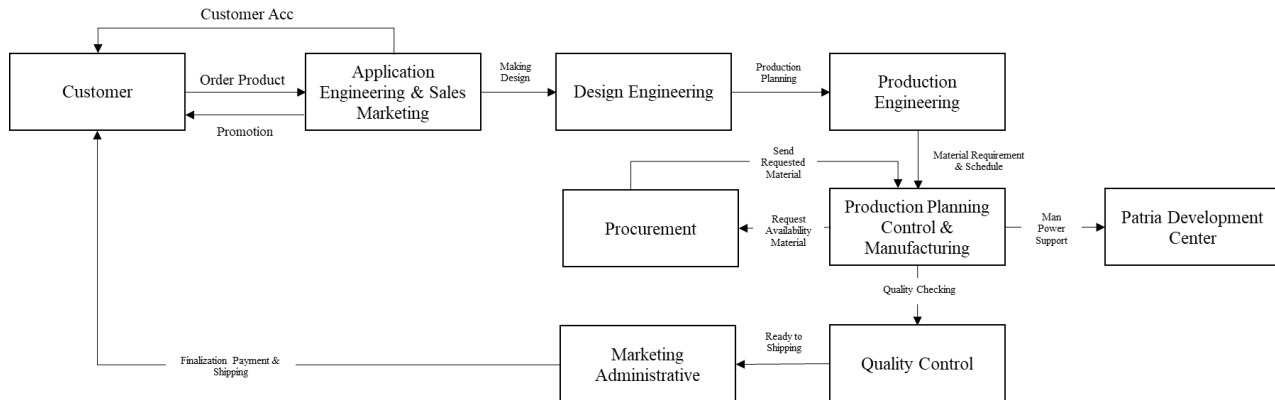 Customer Acc
Customer
Order Product
Promotion
Application
Engineering & Sales
Marketing
Making
Design
Design Engineering
Production
Planning
Production
Engineering
Send
Requested
Material
Material Requirement
& Schedule
Procurement
Request
Availability
Material
Production Planning
Control &
Manufacturing
Man
Power
Support
Patria Development
Center
Quality Checking
Finalization Payment &
Shipping
Marketing
Administrative
Ready to
Shipping
Quality Control